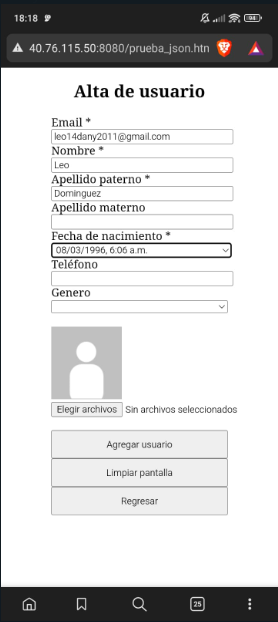 18:18
94
40.76.115.50:8080/prueba_json.htn
Alta de usuario
Email *
leo14dany2011@gmail.com
Nombre *
Leo
Apellido paterno *
Dominguez
Apellido materno
Fecha de nacimiento *
08/03/1996, 6:06 a.m.
Teléfono
Genero
Elegir archivos Sin archivos seleccionados
Agregar usuario
Limpiar pantalla
Regresar
25